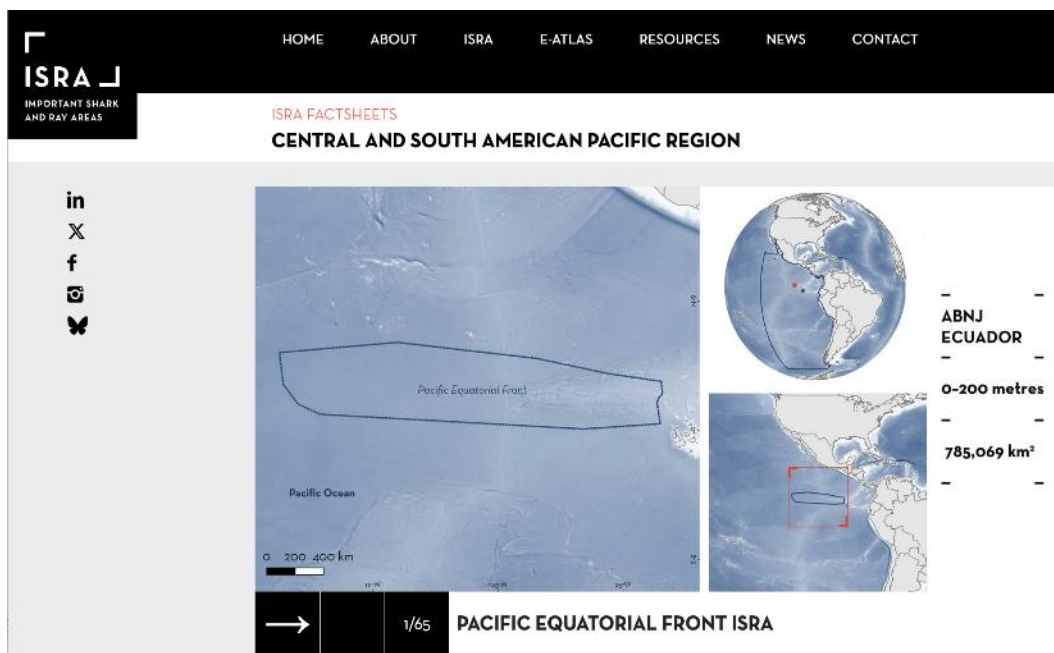 HOME ABOUT ISRA E-ATLAS RESOURCES NEWS CONTACT
ISRA
IMPORTANT SHARK
AND RAY AREAS
ISRA FACTSHEETS
CENTRAL AND SOUTH AMERICAN PACIFIC REGION
in
X
f
Pacific Equatorial Front
Pacific Ocean
0 200 400 km
ABNJ
ECUADOR
0–200 metres
785,069 km²
1/65
PACIFIC EQUATORIAL FRONT ISRA